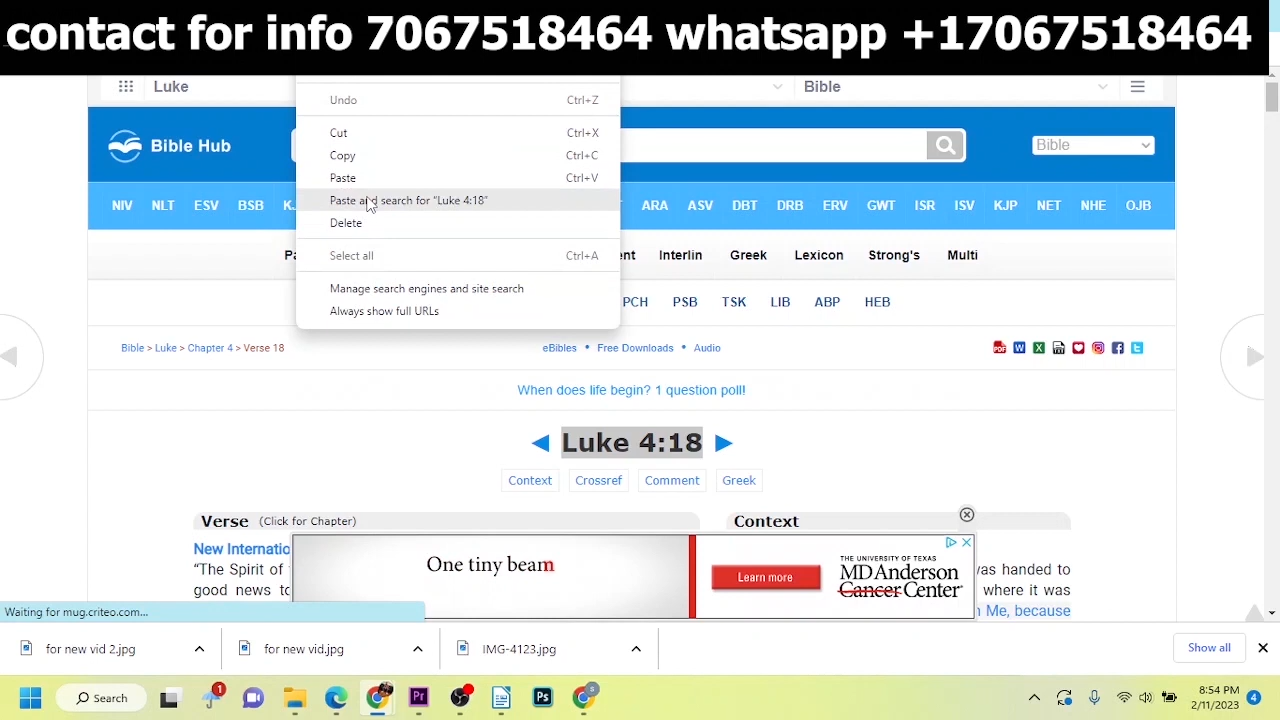 contact for info 7067518464 whatsapp +17067518464
Luke
Bible
Undo Ctrl+Z
Cut Ctrl+X
Copy Ctrl+C
Paste Ctrl+V
Paste and search for "Luke 4:18"
Delete
Select all Ctrl+A
Manage search engines and site search
Always show full URLs
Bible Hub
Bible
NIV NLT ESV BSB ARA ASV DBT DRB ERV GWT ISR ISV KJP NET NHE OJB
Interlin Greek Lexicon Strong's Multi
PCH PSB TSK LIB ABP HEB
Bible > Luke > Chapter 4 > Verse 18
eBibles • Free Downloads • Audio
When does life begin? 1 question poll!
Luke 4:18
Context Crossref Comment Greek
Verse (Click for Chapter)
Context
New Internatio
"The Spirit of
good news to
was handed to
where it was
Me, because
One tiny beam
Learn more
THE UNIVERSITY OF TEXAS
MDAnderson
Cancer Center
Waiting for mug.criteo.com...
for new vid 2.jpg
for new vid.jpg
IMG-4123.jpg
Show all
Search
1
8:54 PM
2/11/2023
4